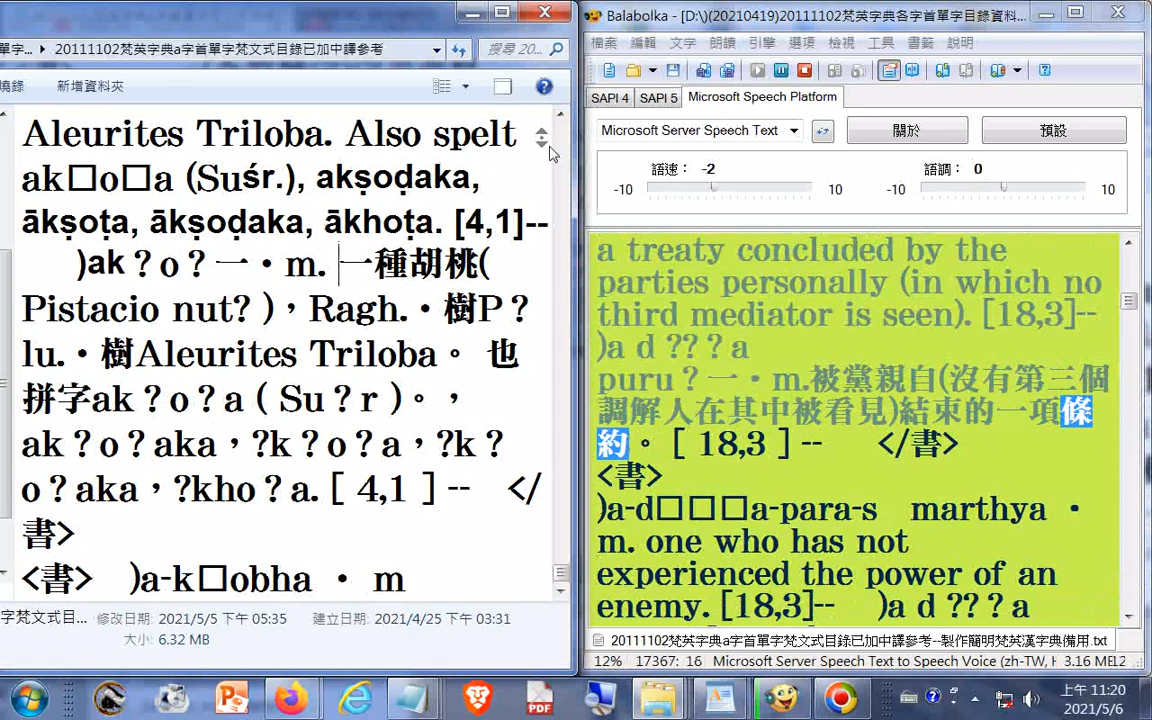 單字... ▸ 20111102梵英字典a字首單字梵文式目錄已加中譯參考
搜尋 20...
燒錄 新增資料夾
Aleurites Triloba. Also spelt
ak□o□a (Suśr.), akṣoḍaka,
ākṣoṭa, ākṣoḍaka, ākhoṭa. [4,1]--
)ak？o？一・m. 一種胡桃(
Pistacio nut? )，Ragh.・樹P？
lu.・樹Aleurites Triloba。 也
拼字ak？o？a ( Su？r )。，
ak？o？aka，?k？o？a，?k？
o？aka，?kho？a. [ 4,1 ] -- </
書>
<書> )a-k□obha ・ m
字梵文式目... 修改日期: 2021/5/5 下午 05:35 建立日期: 2021/4/25 下午 03:31
大小: 6.32 MB
Balabolka - [D:\)(20210419)20111102梵英字典各字首單字目錄資料...
檔案 編輯 文字 朗讀 引擎 選項 檢視 工具 書籤 說明
SAPI 4 SAPI 5 Microsoft Speech Platform
Microsoft Server Speech Text 關於 預設
語速: -2 語調: 0
-10 10 -10 10
a treaty concluded by the
parties personally (in which no
third mediator is seen). [18,3]--
)a d ??？a
puru？一・m.被黨親自(沒有第三個
調解人在其中被看見)結束的一項條
約。 [ 18,3 ] -- </書>
<書>
)a-d□□□a-para-s marthya ・
m. one who has not
experienced the power of an
enemy. [18,3]-- )a d ??？a
20111102梵英字典a字首單字梵文式目錄已加中譯參考--製作簡明梵英漢字典備用.txt
12% 17367: 16 Microsoft Server Speech Text to Speech Voice (zh-TW, H 3.16 MB
PDF
上午 11:20
2021/5/6